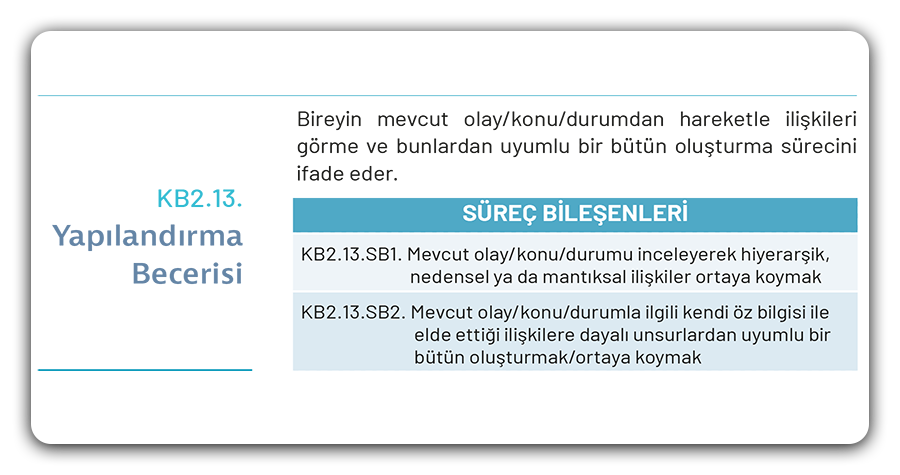 KB2.13.
Yapılandırma
Becerisi
Bireyin mevcut olay/konu/durumdan hareketle ilişkileri
görme ve bunlardan uyumlu bir bütün oluşturma sürecini
ifade eder.
SÜREÇ BİLEŞENLERİ
KB2.13.SB1. Mevcut olay/konu/durumu inceleyerek hiyerarşik,
nedensel ya da mantıksal ilişkiler ortaya koymak
KB2.13.SB2. Mevcut olay/konu/durumla ilgili kendi öz bilgisi ile
elde ettiği ilişkilere dayalı unsurlardan uyumlu bir
bütün oluşturmak/ortaya koymak